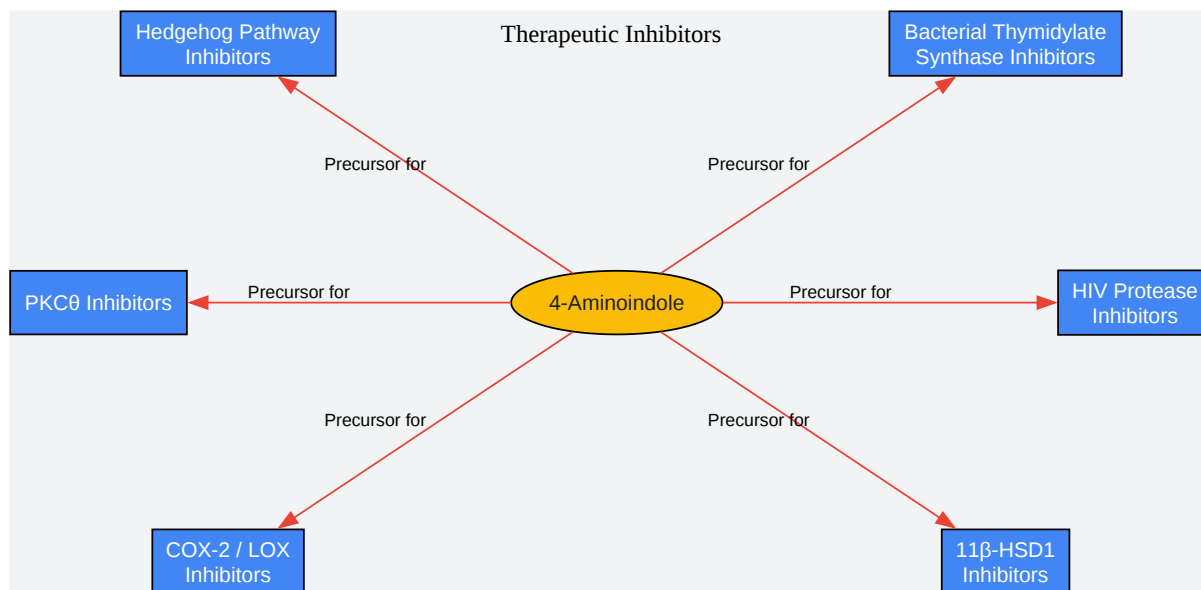 Hedgehog Pathway
Inhibitors
Therapeutic Inhibitors
Bacterial Thymidylate
Synthase Inhibitors
Precursor for
Precursor for
PKCθ Inhibitors
Precursor for
4-Aminoindole
Precursor for
HIV Protease
Inhibitors
Precursor for
Precursor for
COX-2 / LOX
Inhibitors
11β-HSD1
Inhibitors